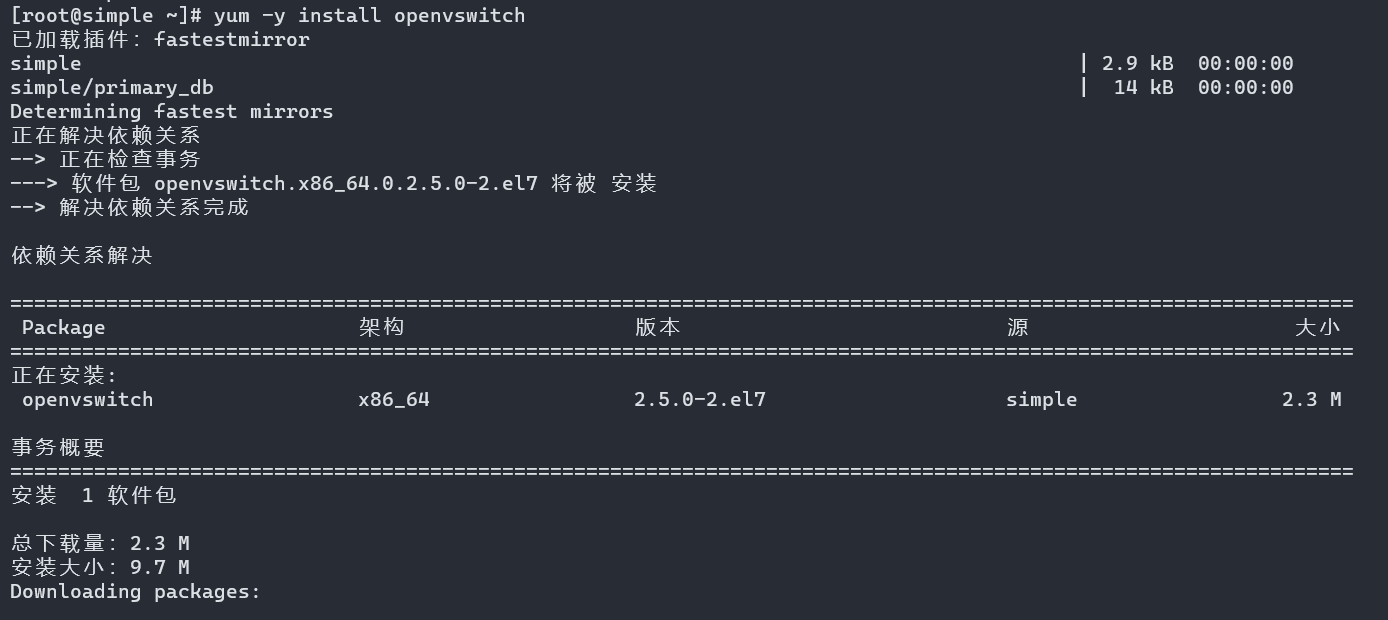 [root@simple ~]# yum -y install openvswitch
已加载插件：fastestmirror
simple | 2.9 kB 00:00:00
simple/primary_db | 14 kB 00:00:00
Determining fastest mirrors
正在解决依赖关系
--> 正在检查事务
---> 软件包 openvswitch.x86_64.0.2.5.0-2.el7 将被 安装
--> 解决依赖关系完成
依赖关系解决
================================================================================================================
Package 架构 版本 源 大小
================================================================================================================
正在安装:
openvswitch x86_64 2.5.0-2.el7 simple 2.3 M
事务概要
================================================================================================================
安装 1 软件包
总下载量：2.3 M
安装大小：9.7 M
Downloading packages: